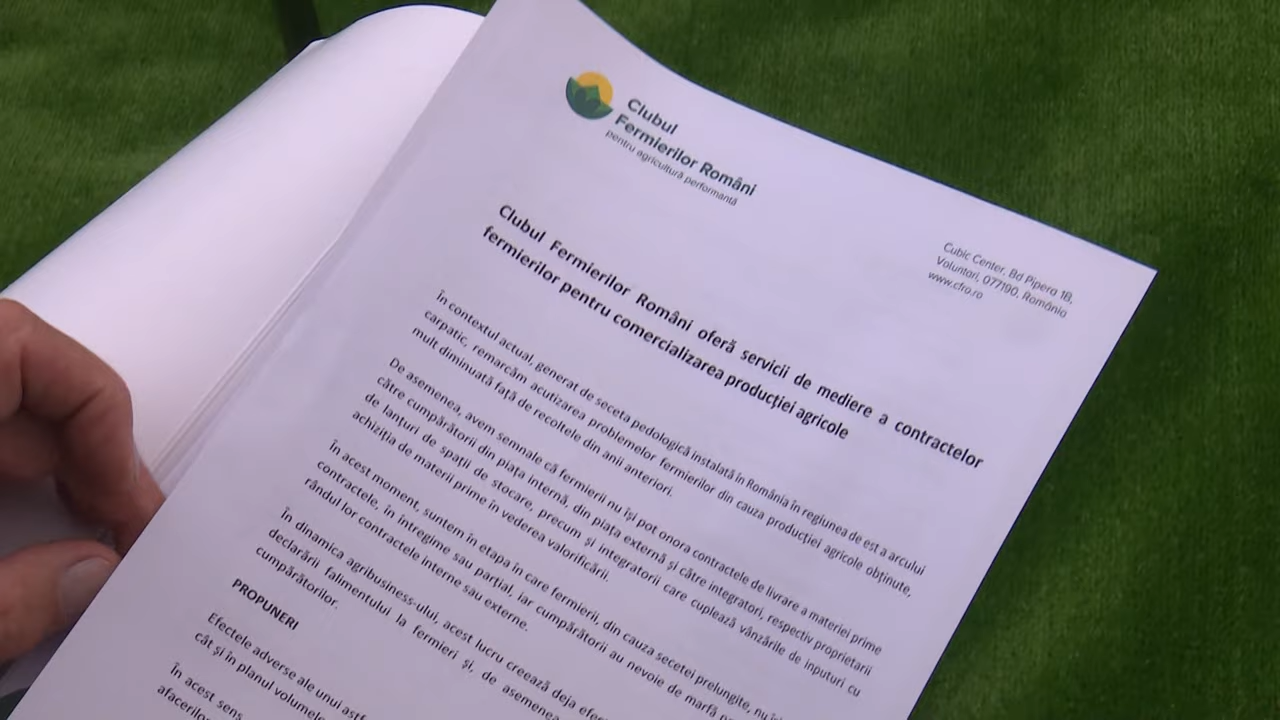 Clubul
Fermierilor Români
pentru agricultură performantă
Cubic Center, Bd Pipera 1B,
Voluntari, 077190, România
www.cfro.ro
Clubul Fermierilor Români oferă servicii de mediere a contractelor
fermierilor pentru comercializarea producției agricole
În contextul actual, generat de seceta pedologică instalată în România în regiunea de est a arcului
carpatic, remarcăm acutizarea problemelor fermierilor din cauza producției agricole obținute,
mult diminuată față de recoltele din anii anteriori.
De asemenea, avem semnale că fermierii nu își pot onora contractele de livrare a materiei prime
către cumpărătorii din piața internă, din piața externă și către integratori, respectiv proprietarii
de lanțuri de spații de stocare, precum și integratorii care cuplează vânzările de inputuri cu
achiziția de materii prime în vederea valorificării.
În acest moment, suntem în etapa în care fermierii, din cauza secetei prelungite, nu
contractele, în întregime sau parțial, iar cumpărătorii au nevoie de marfă
rândul lor contractele interne sau externe.
În dinamica agribusiness-ului, acest lucru creează deja
declarării falimentului la fermieri și, de asemenea
cumpărătorilor.
PROPUNERI
Efectele adverse ale unui
cât și în planul volumele
În acest sens
afacerilor